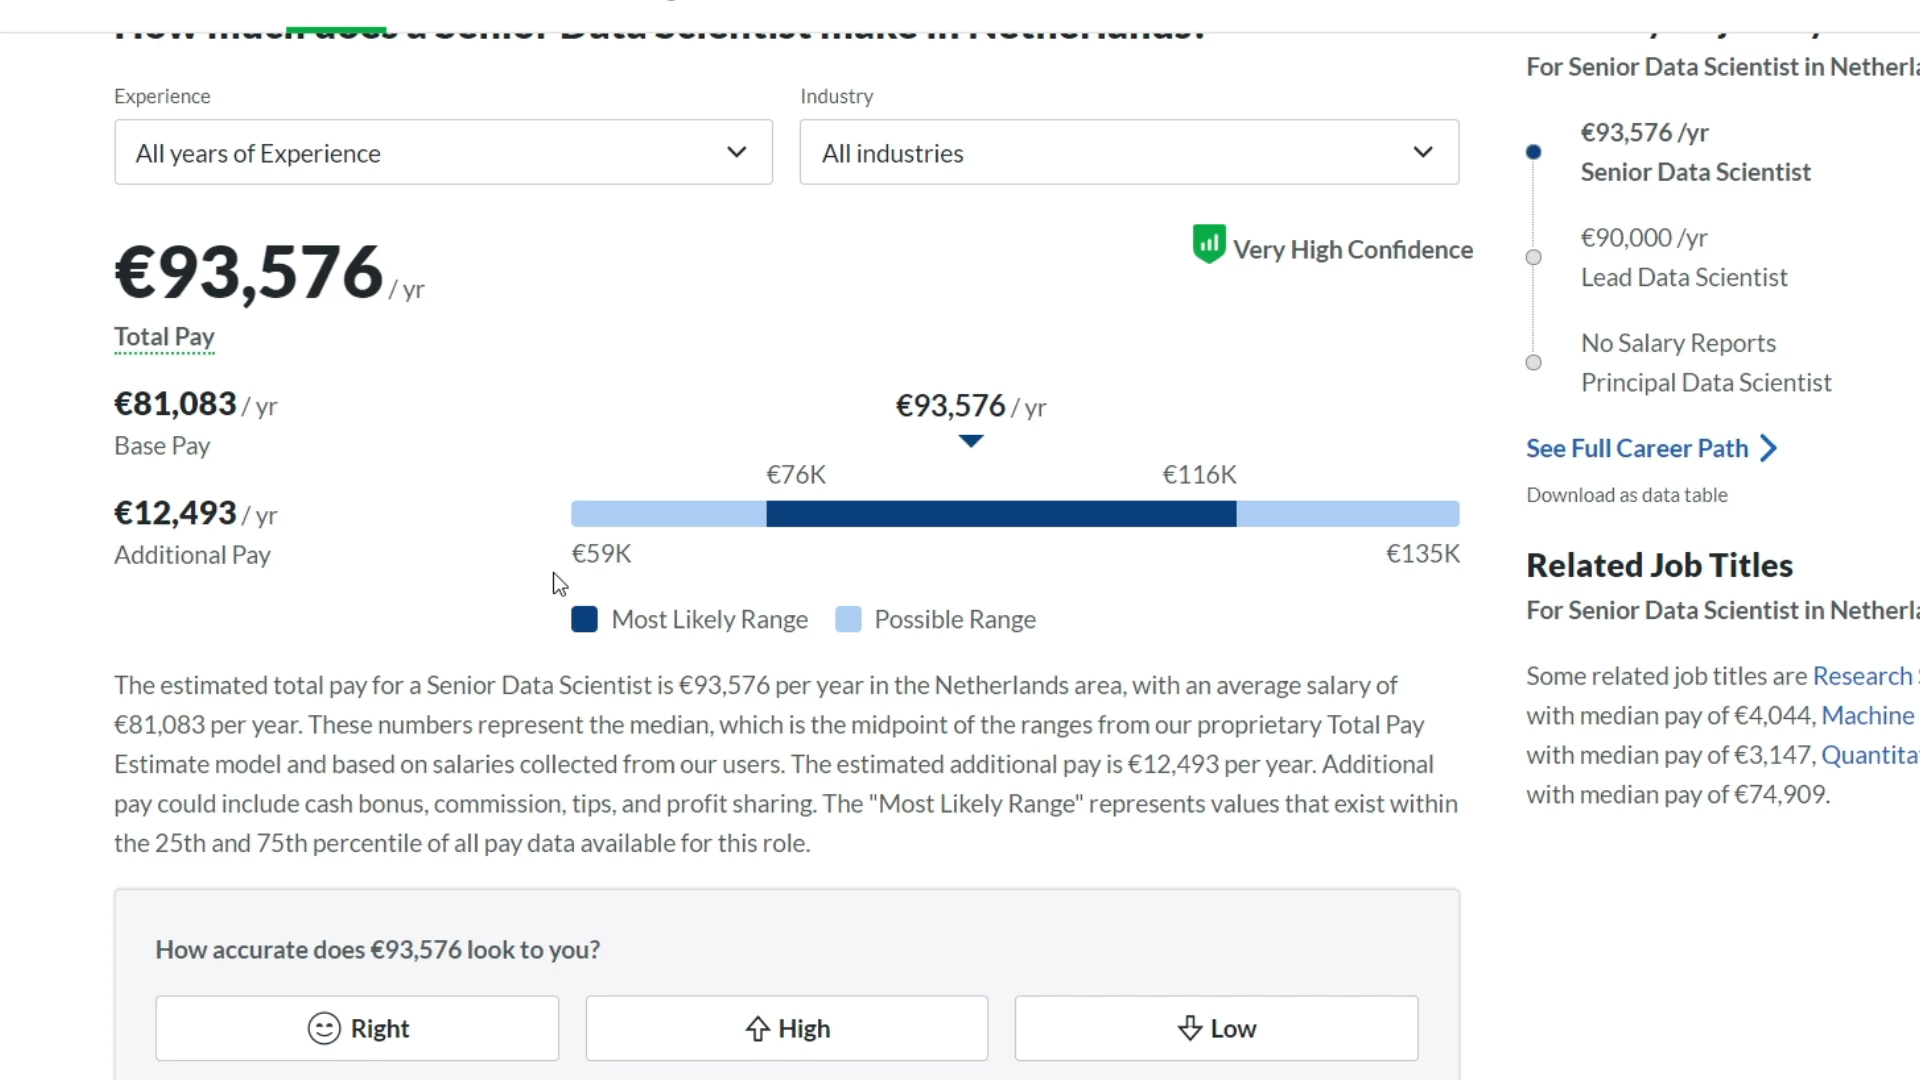 How much does a Senior Data Scientist make in Netherlands?
Experience
Industry
All years of Experience
All industries
€93,576 / yr
Very High Confidence
Total Pay
€81,083 / yr
Base Pay
€12,493 / yr
Additional Pay
€93,576 / yr
€76K
€116K
€59K
€135K
Most Likely Range
Possible Range
The estimated total pay for a Senior Data Scientist is €93,576 per year in the Netherlands area, with an average salary of
€81,083 per year. These numbers represent the median, which is the midpoint of the ranges from our proprietary Total Pay
Estimate model and based on salaries collected from our users. The estimated additional pay is €12,493 per year. Additional
pay could include cash bonus, commission, tips, and profit sharing. The "Most Likely Range" represents values that exist within
the 25th and 75th percentile of all pay data available for this role.
How accurate does €93,576 look to you?
Right
High
Low
For Senior Data Scientist in
€93,576 /yr
Senior Data Scientist
€90,000 /yr
Lead Data Scientist
No Salary Reports
Principal Data Scientist
See Full Career Path
Download as data table
Related Job Titles
For Senior Data Scientist in
Some related job titles are Research
with median pay of €4,044, Machine
with median pay of €3,147,
with median pay of €74,909.